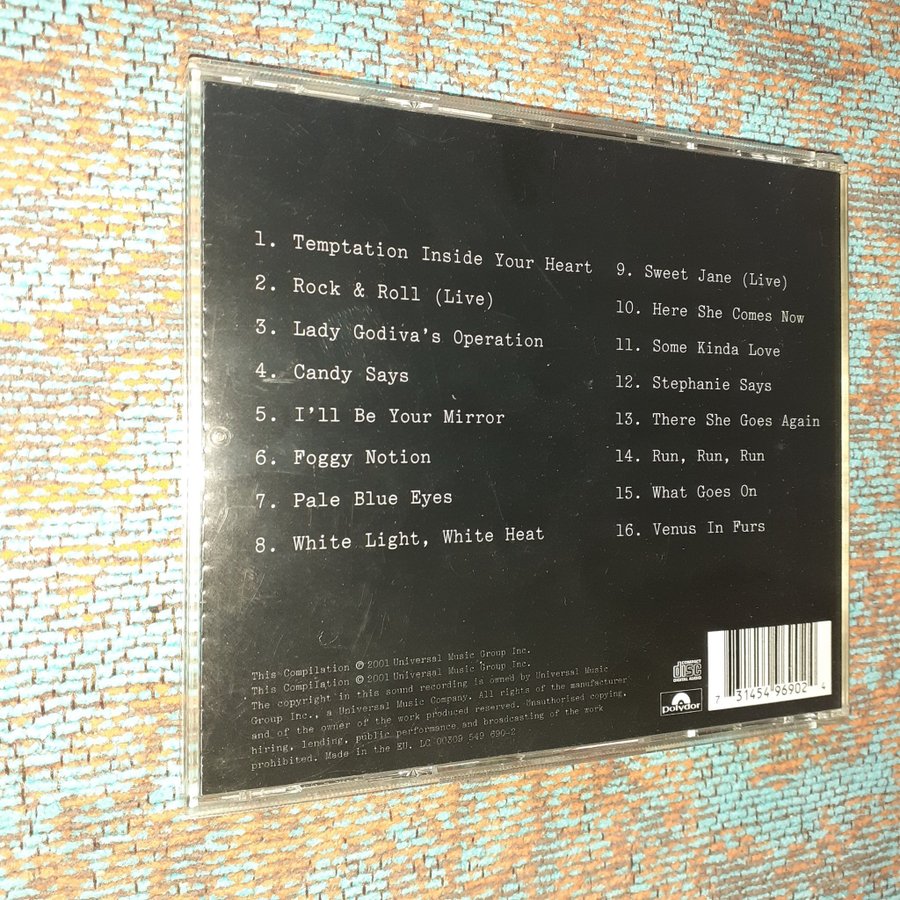 1. Temptation Inside Your Heart
2. Rock & Roll (Live)
3. Lady Godiva's Operation
4. Candy Says
5. I'll Be Your Mirror
6. Foggy Notion
7. Pale Blue Eyes
8. White Light, White Heat
9. Sweet Jane (Live)
10. Here She Comes Now
11. Some Kinda Love
12. Stephanie Says
13. There She Goes Again
14. Run, Run, Run
15. What Goes On
16. Venus In Furs
This Compilation ℗ 2001 Universal Music Group Inc.
This Compilation © 2001 Universal Music Group Inc.
The copyright in this sound recording is owned by Universal Music
Group Inc., a Universal Music Company. All rights of the manufacturer
and of the owner of the work produced reserved. Unauthorised copying,
hiring, lending, public performance and broadcasting of the work
prohibited. Made in the EU. LC 00309 549 690-2
COMPACT
disc
DIGITAL AUDIO
Polydor
7 31454 96902 4